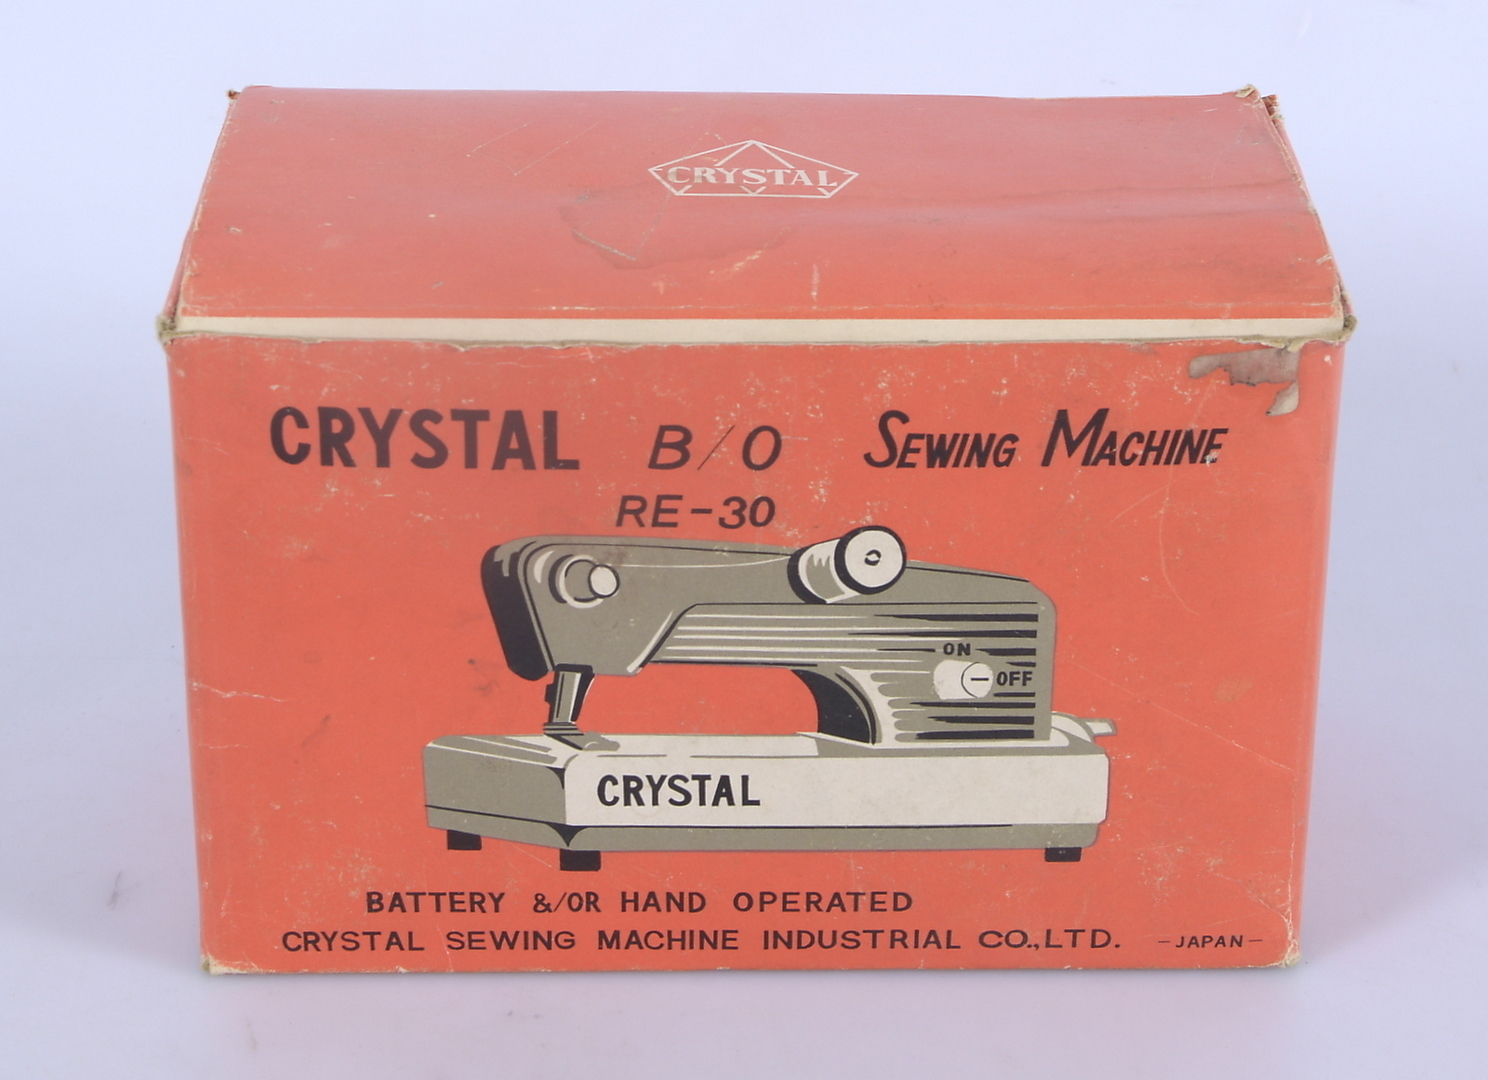 CRYSTAL
CRYSTAL B/O SEWING MACHINE
RE-30
ON
OFF
CRYSTAL
BATTERY &/OR HAND OPERATED
CRYSTAL SEWING MACHINE INDUSTRIAL CO.,LTD. -JAPAN-